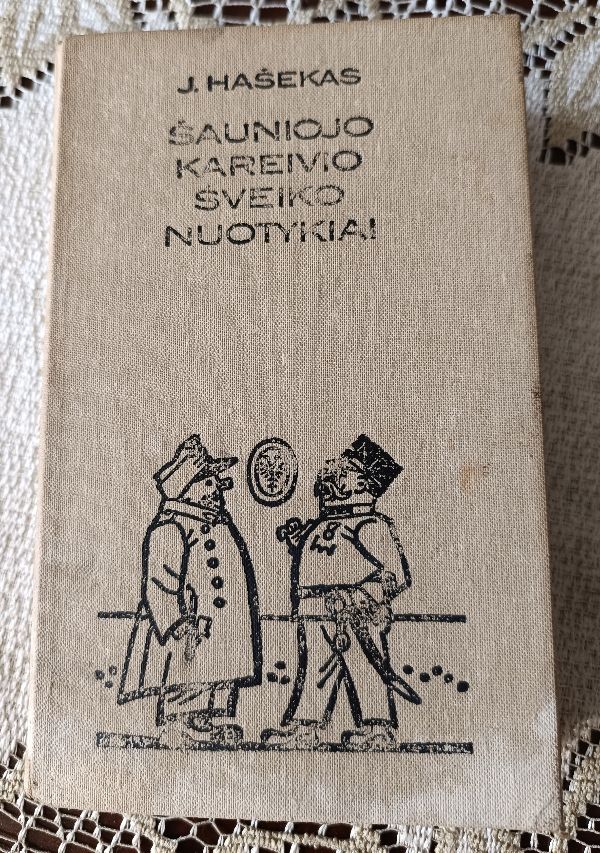 J. HAŠEKAS
ŠAUNIOJO
KAREIVIO
ŠVEIKO
NUOTYKIAI